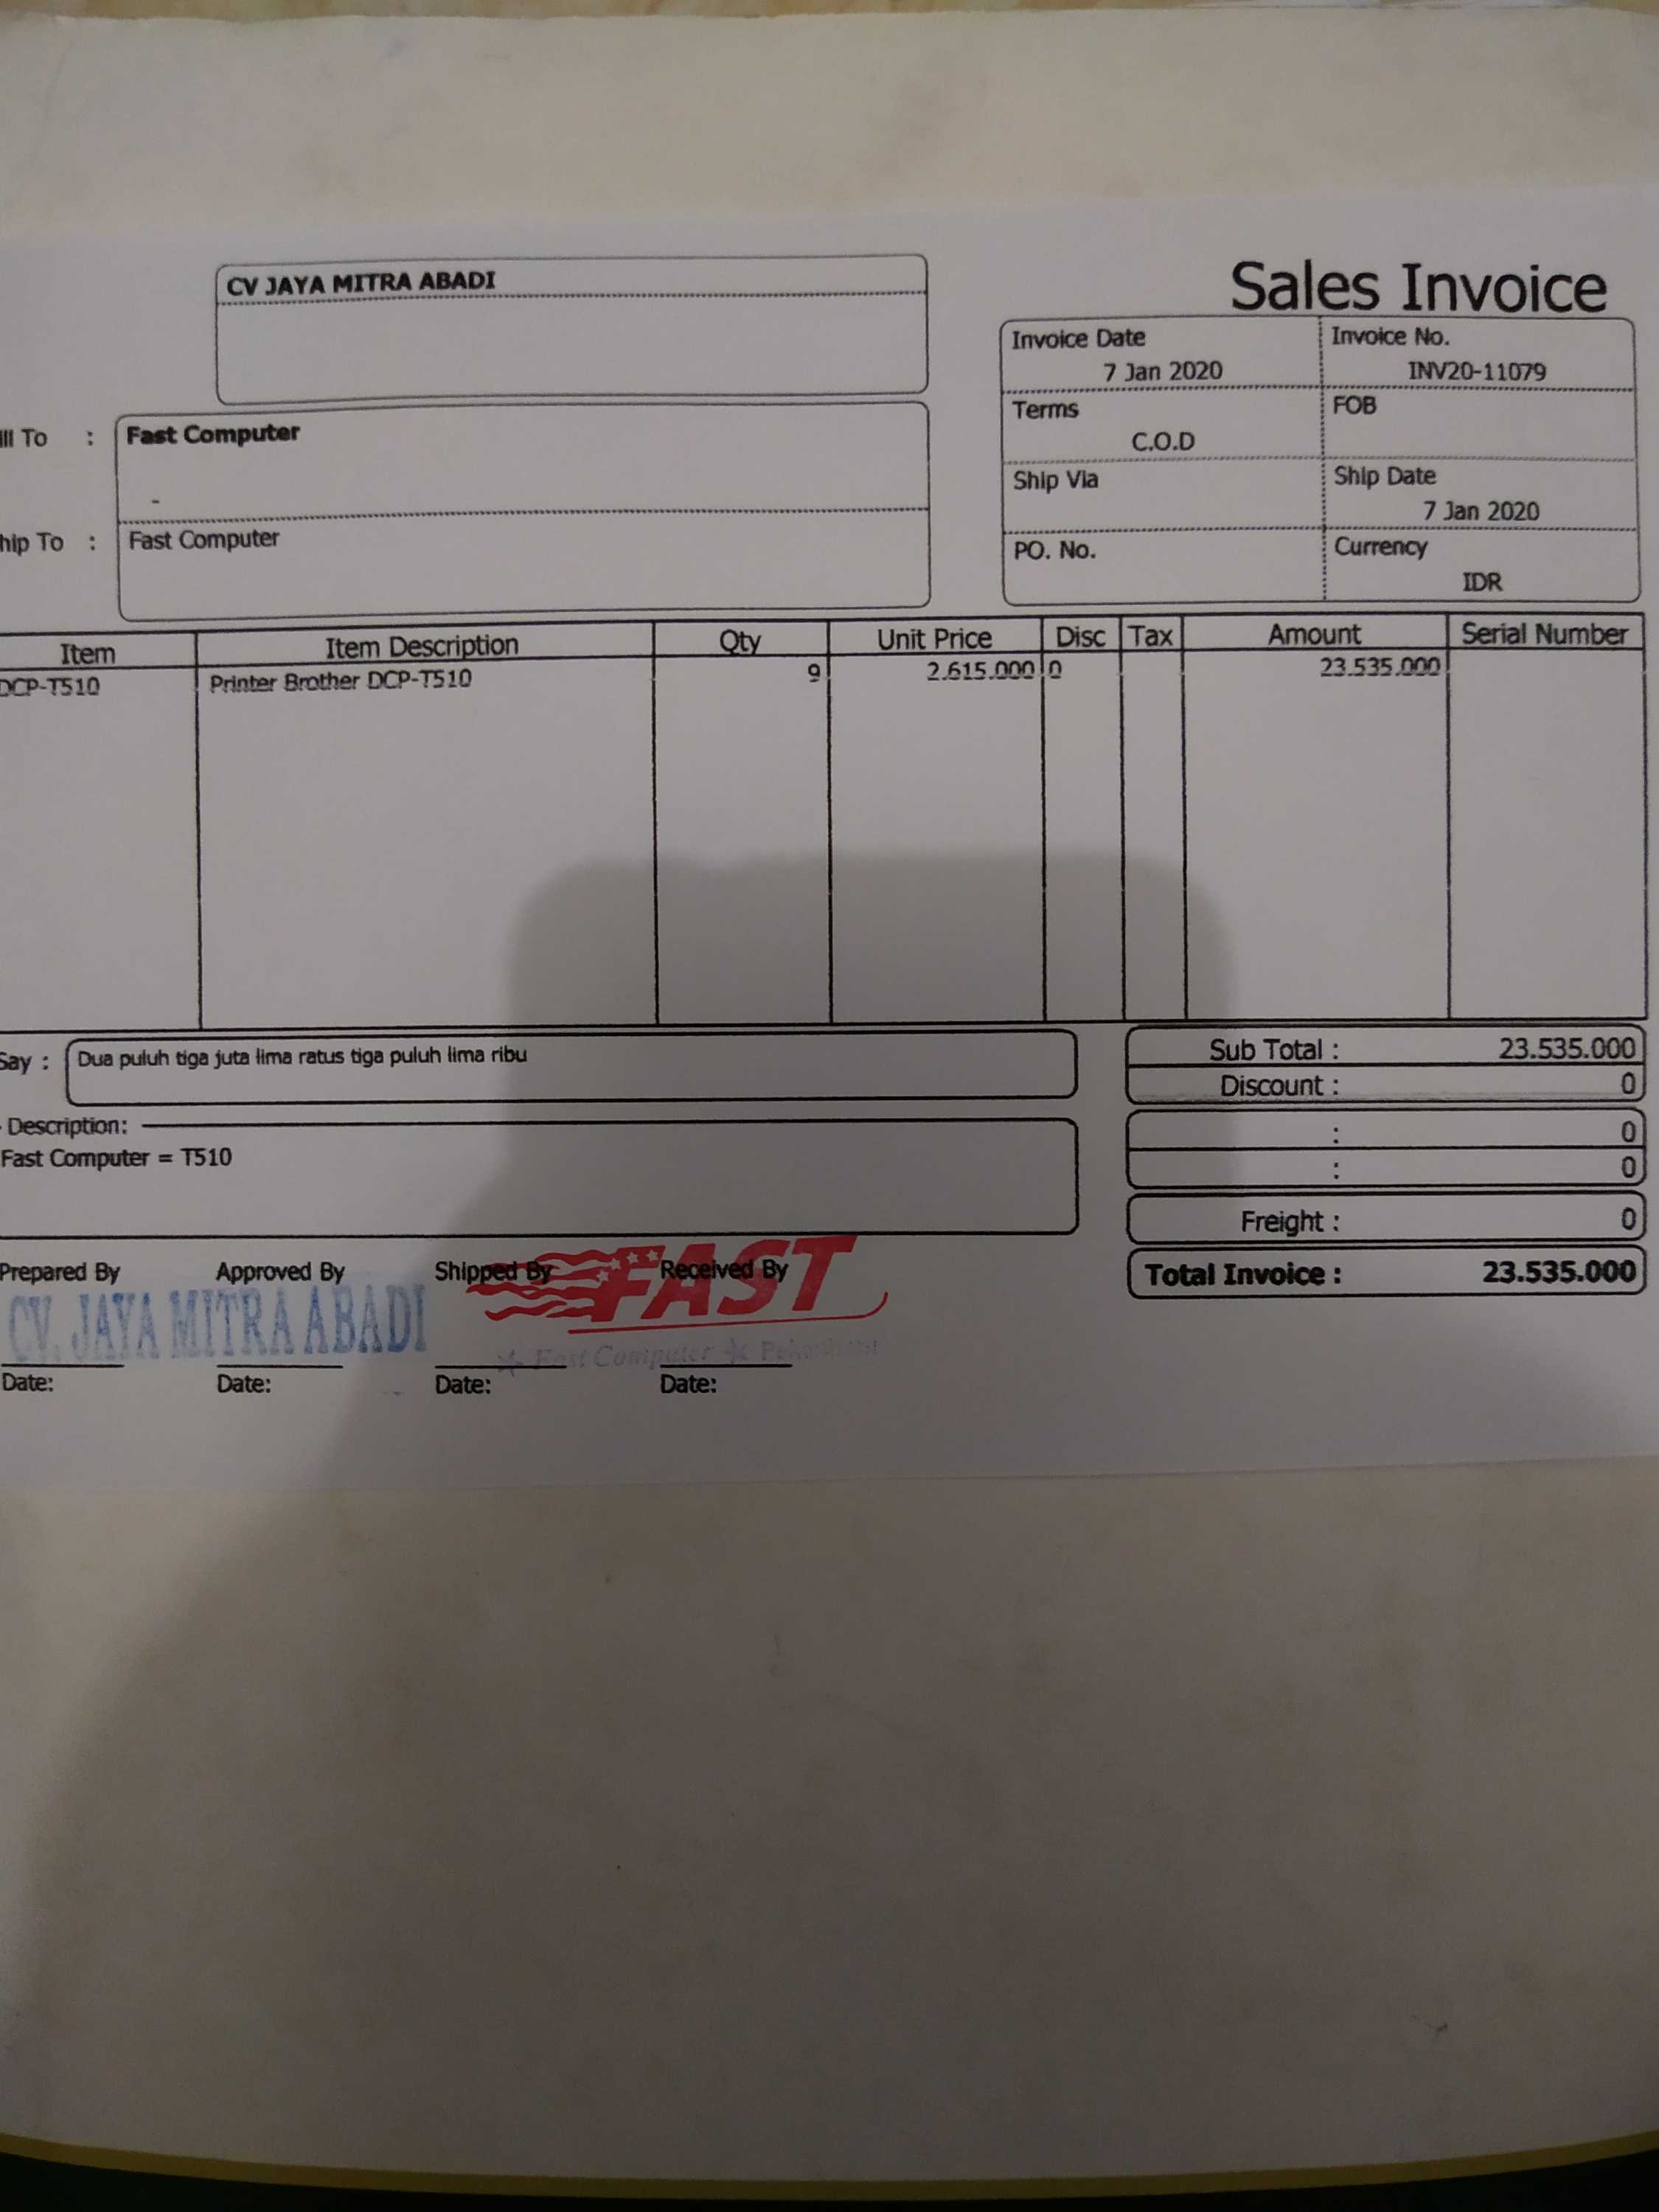 CV JAYA MITRA ABADI
Sales Invoice
Invoice Date
7 Jan 2020
Invoice No.
INV20-11079
Terms
C.O.D
FOB
Ship Via
Ship Date
7 Jan 2020
PO. No.
Currency
IDR
ill To : Fast Computer
-
hip To : Fast Computer
Item Item Description Qty Unit Price Disc Tax Amount Serial Number
DCP-T510 Printer Brother DCP-T510 9 2.615.000 0 23.535.000
Say : Dua puluh tiga juta lima ratus tiga puluh lima ribu
Sub Total : 23.535.000
Discount : 0
: 0
: 0
Freight : 0
Total Invoice : 23.535.000
Description:
Fast Computer = T510
Prepared By Approved By Shipped By Received By
CV. JAYA MITRA ABADI
FAST
Fast Computer
Date: Date: Date: Date: